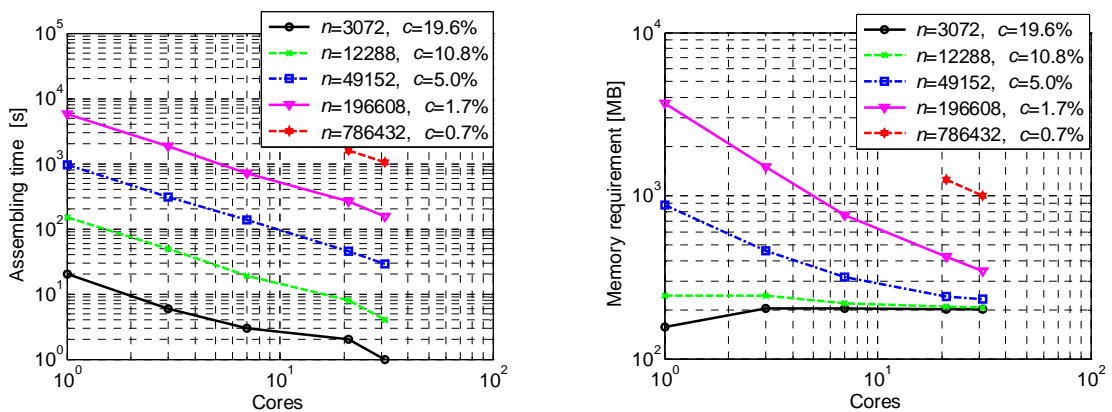 n=3072, c=19.6%
n=12288, c=10.8%
n=49152, c=5.0%
n=196608, c=1.7%
n=786432, c=0.7%
10^5
10^4
10^3
10^2
10^1
10^0
Assembling time [s]
10^0 10^1 10^2
Cores
n=3072, c=19.6%
n=12288, c=10.8%
n=49152, c=5.0%
n=196608, c=1.7%
n=786432, c=0.7%
10^4
10^3
10^2
Memory requirement [MB]
10^0 10^1 10^2
Cores